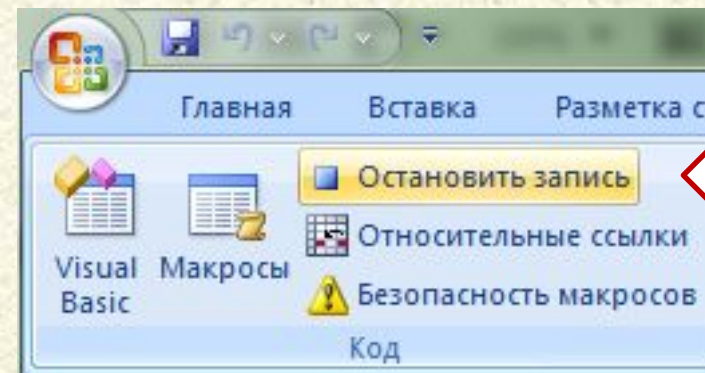 Главная Вставка Разметка с
Остановить запись
Относительные ссылки
Visual Basic
Макросы
Безопасность макросов
Код